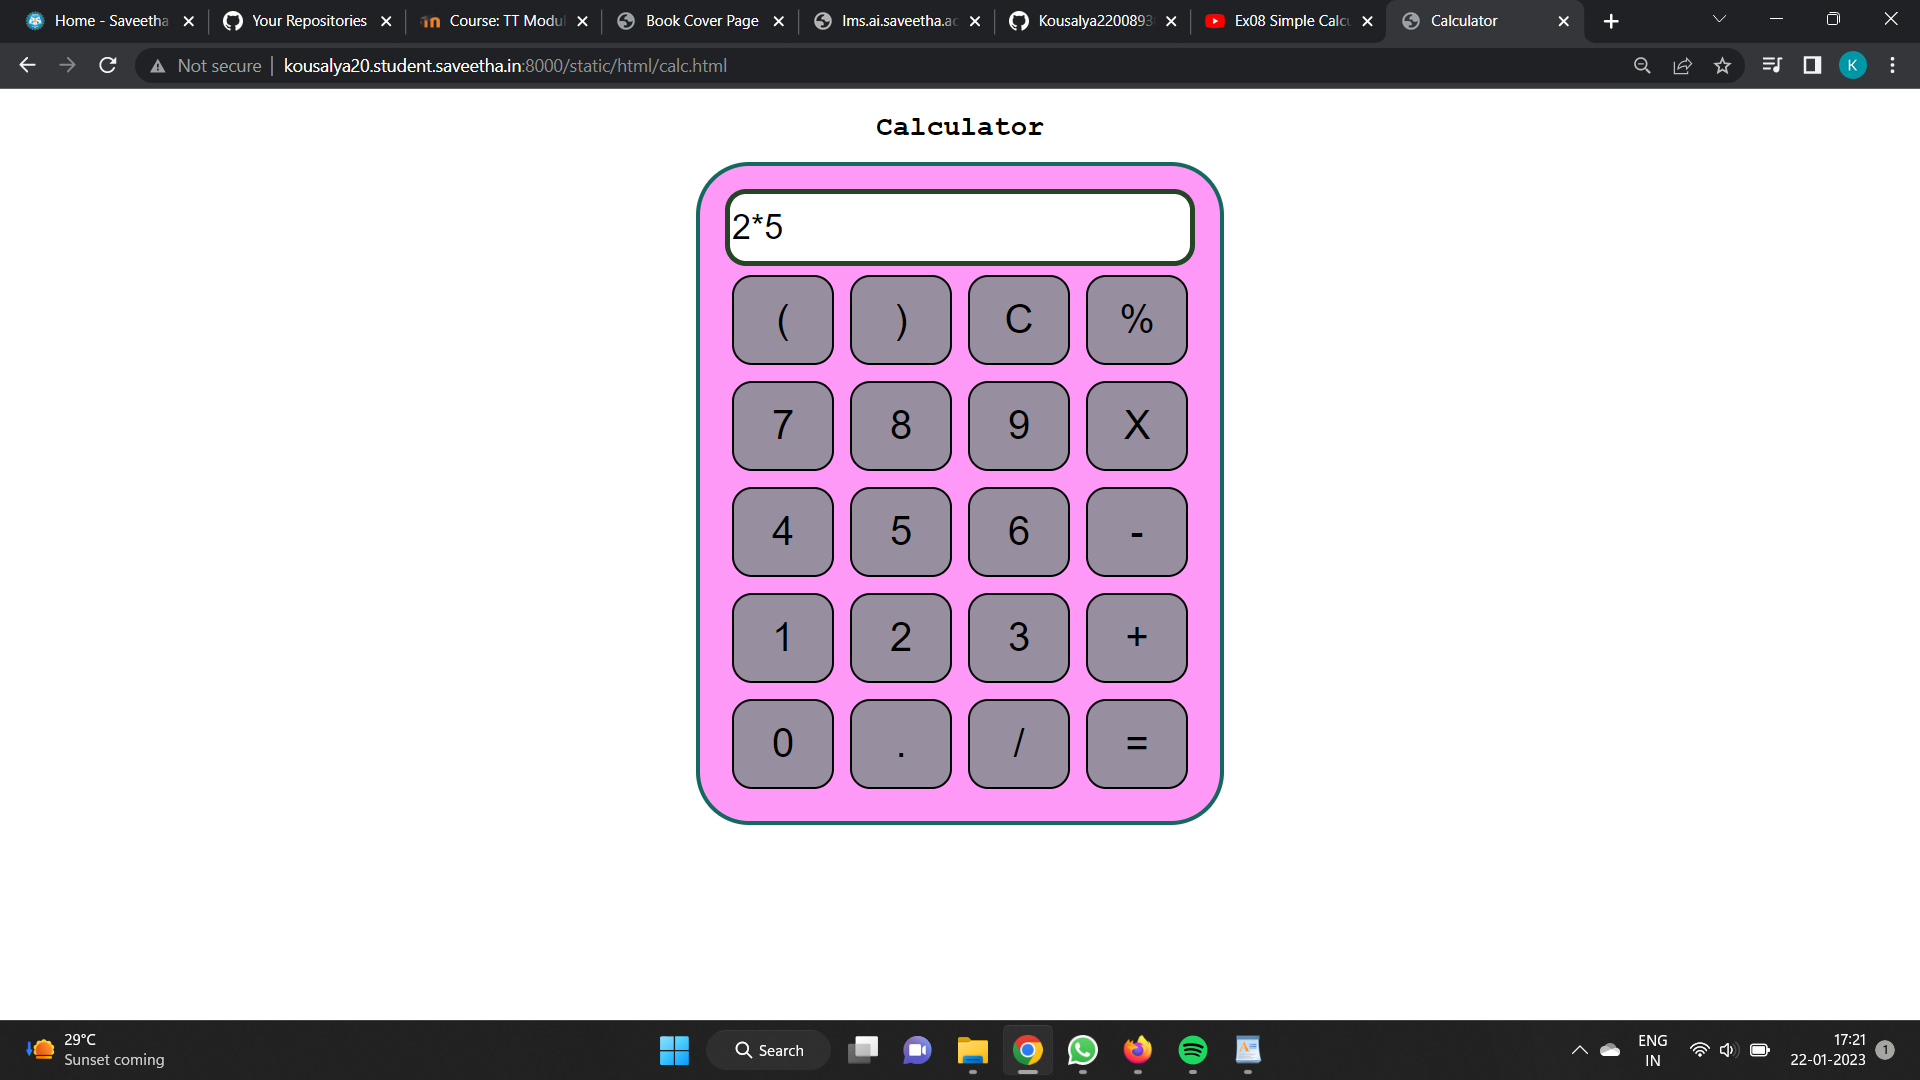 Home - Saveetha
Your Repositories
Course: TT Modul
Book Cover Page
lms.ai.saveetha.ac
Kousalya2200893
Ex08 Simple Calcu
Calculator
Not secure
kousalya20.student.saveetha.in:8000/static/html/calc.html
K
Calculator
2*5
( ) C %
7 8 9 X
4 5 6 -
1 2 3 +
0 . / =
29°C
Sunset coming
Search
ENG
IN
17:21
22-01-2023
1